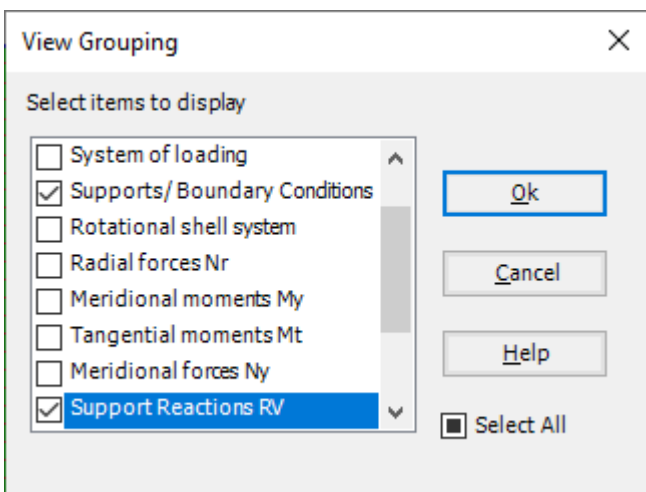 View Grouping
Select items to display
System of loading
Supports/ Boundary Conditions
Rotational shell system
Radial forces Nr
Meridional moments My
Tangential moments Mt
Meridional forces Ny
Support Reactions RV
Ok
Cancel
Help
Select All